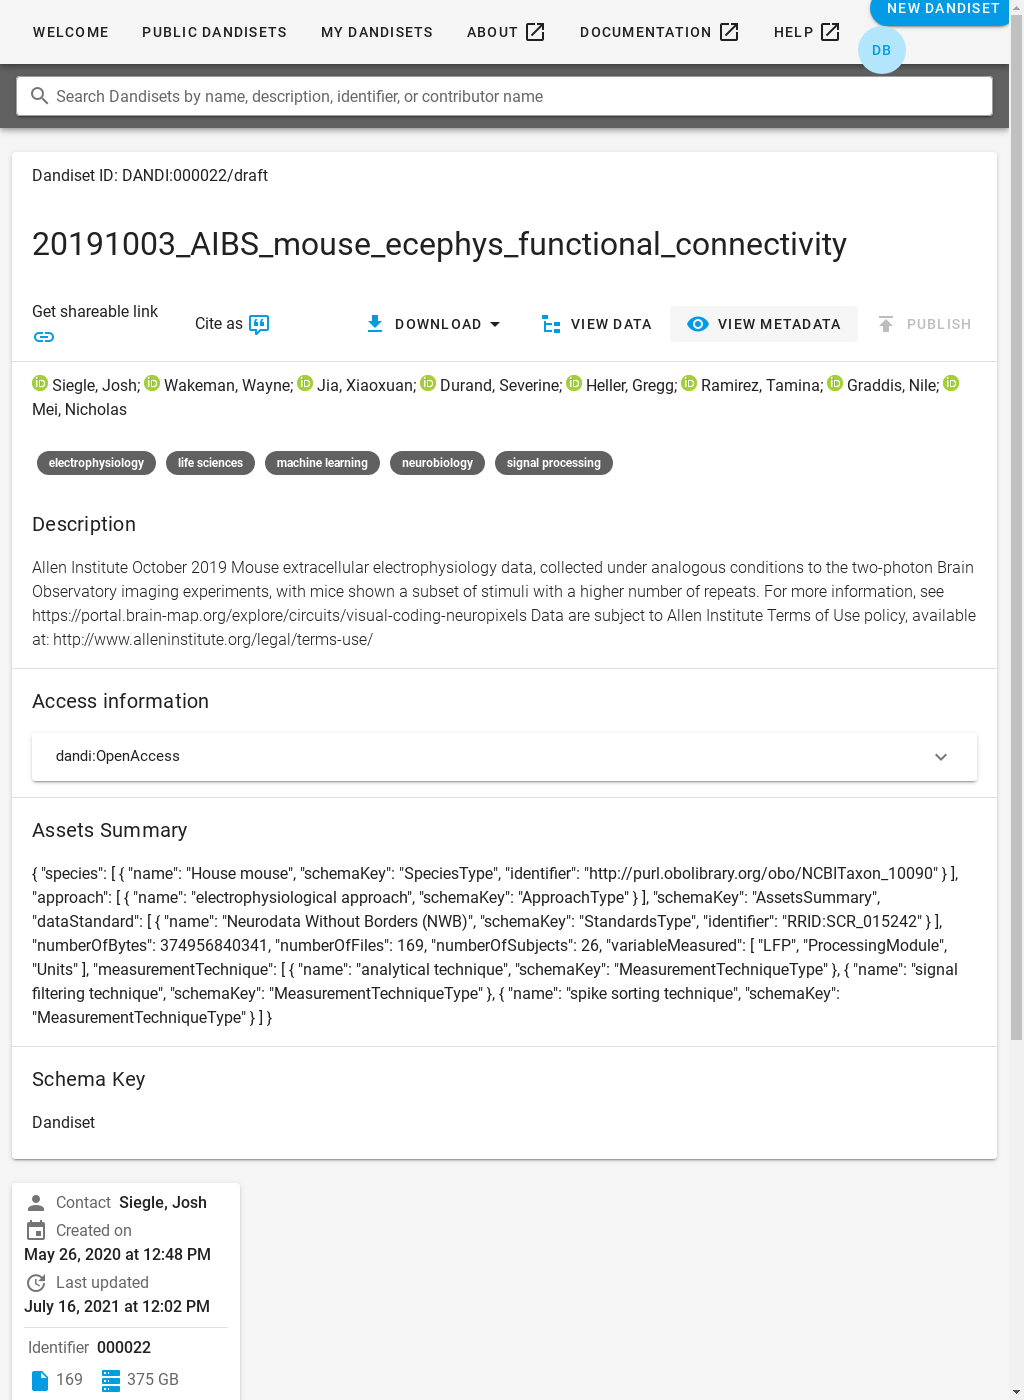 WELCOME PUBLIC DANDISETS MY DANDISETS ABOUT DOCUMENTATION HELP NEW DANDISET
DB
Search Dandisets by name, description, identifier, or contributor name
Dandiset ID: DANDI:000022/draft
20191003_AIBS_mouse_ecephys_functional_connectivity
Get shareable link
Cite as DOWNLOAD VIEW DATA VIEW METADATA PUBLISH
Siegle, Josh; Wakeman, Wayne; Jia, Xiaoxuan; Durand, Severine; Heller, Gregg; Ramirez, Tamina; Graddis, Nile;
Mei, Nicholas
electrophysiology life sciences machine learning neurobiology signal processing
Description
Allen Institute October 2019 Mouse extracellular electrophysiology data, collected under analogous conditions to the two-photon Brain
Observatory imaging experiments, with mice shown a subset of stimuli with a higher number of repeats. For more information, see
https://portal.brain-map.org/explore/circuits/visual-coding-neuropixels Data are subject to Allen Institute Terms of Use policy, available
at: http://www.alleninstitute.org/legal/terms-use/
Access information
dandi:OpenAccess
Assets Summary
{ "species": [ { "name": "House mouse", "schemaKey": "SpeciesType", "identifier": "http://purl.obolibrary.org/obo/NCBITaxon_10090" } ],
"approach": [ { "name": "electrophysiological approach", "schemaKey": "ApproachType" } ], "schemaKey": "AssetsSummary",
"dataStandard": [ { "name": "Neurodata Without Borders (NWB)", "schemaKey": "StandardsType", "identifier": "RRID:SCR_015242" } ],
"numberOfBytes": 374956840341, "numberOfFiles": 169, "numberOfSubjects": 26, "variableMeasured": [ "LFP", "ProcessingModule",
"Units" ], "measurementTechnique": [ { "name": "analytical technique", "schemaKey": "MeasurementTechniqueType" }, { "name": "signal
filtering technique", "schemaKey": "MeasurementTechniqueType" }, { "name": "spike sorting technique", "schemaKey":
"MeasurementTechniqueType" } ] }
Schema Key
Dandiset
Contact Siegle, Josh
Created on
May 26, 2020 at 12:48 PM
Last updated
July 16, 2021 at 12:02 PM
Identifier 000022
169 375 GB